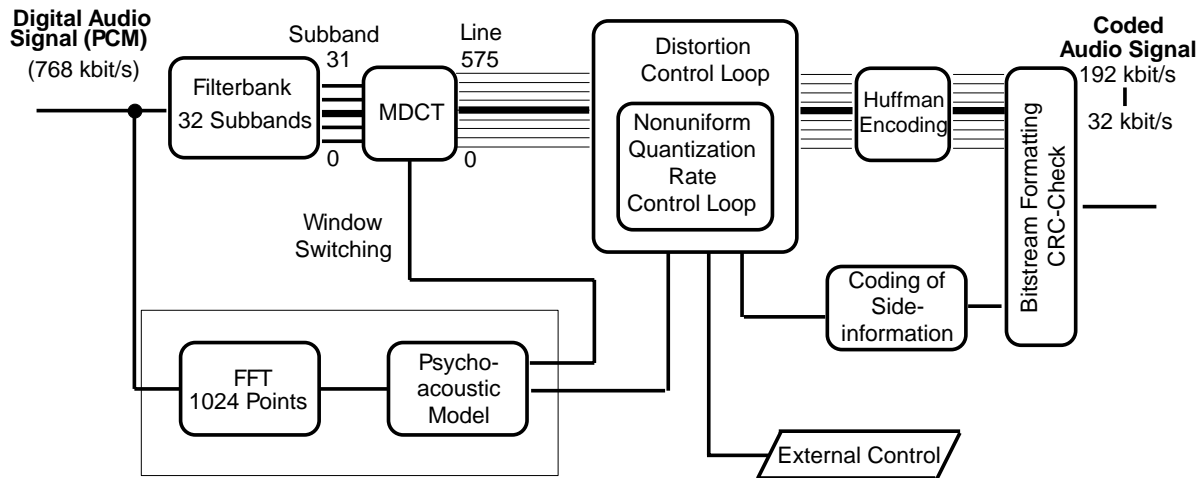 Digital Audio
Signal (PCM)
(768 kbit/s)
Filterbank
32 Subbands
Subband
31
0
MDCT
Line
575
0
Window
Switching
Distortion
Control Loop
Nonuniform
Quantization
Rate
Control Loop
Huffman
Encoding
Coded
Audio Signal
192 kbit/s
32 kbit/s
Bitstream Formatting
CRC-Check
Coding of
Side-
information
FFT
1024 Points
Psycho-
acoustic
Model
External Control